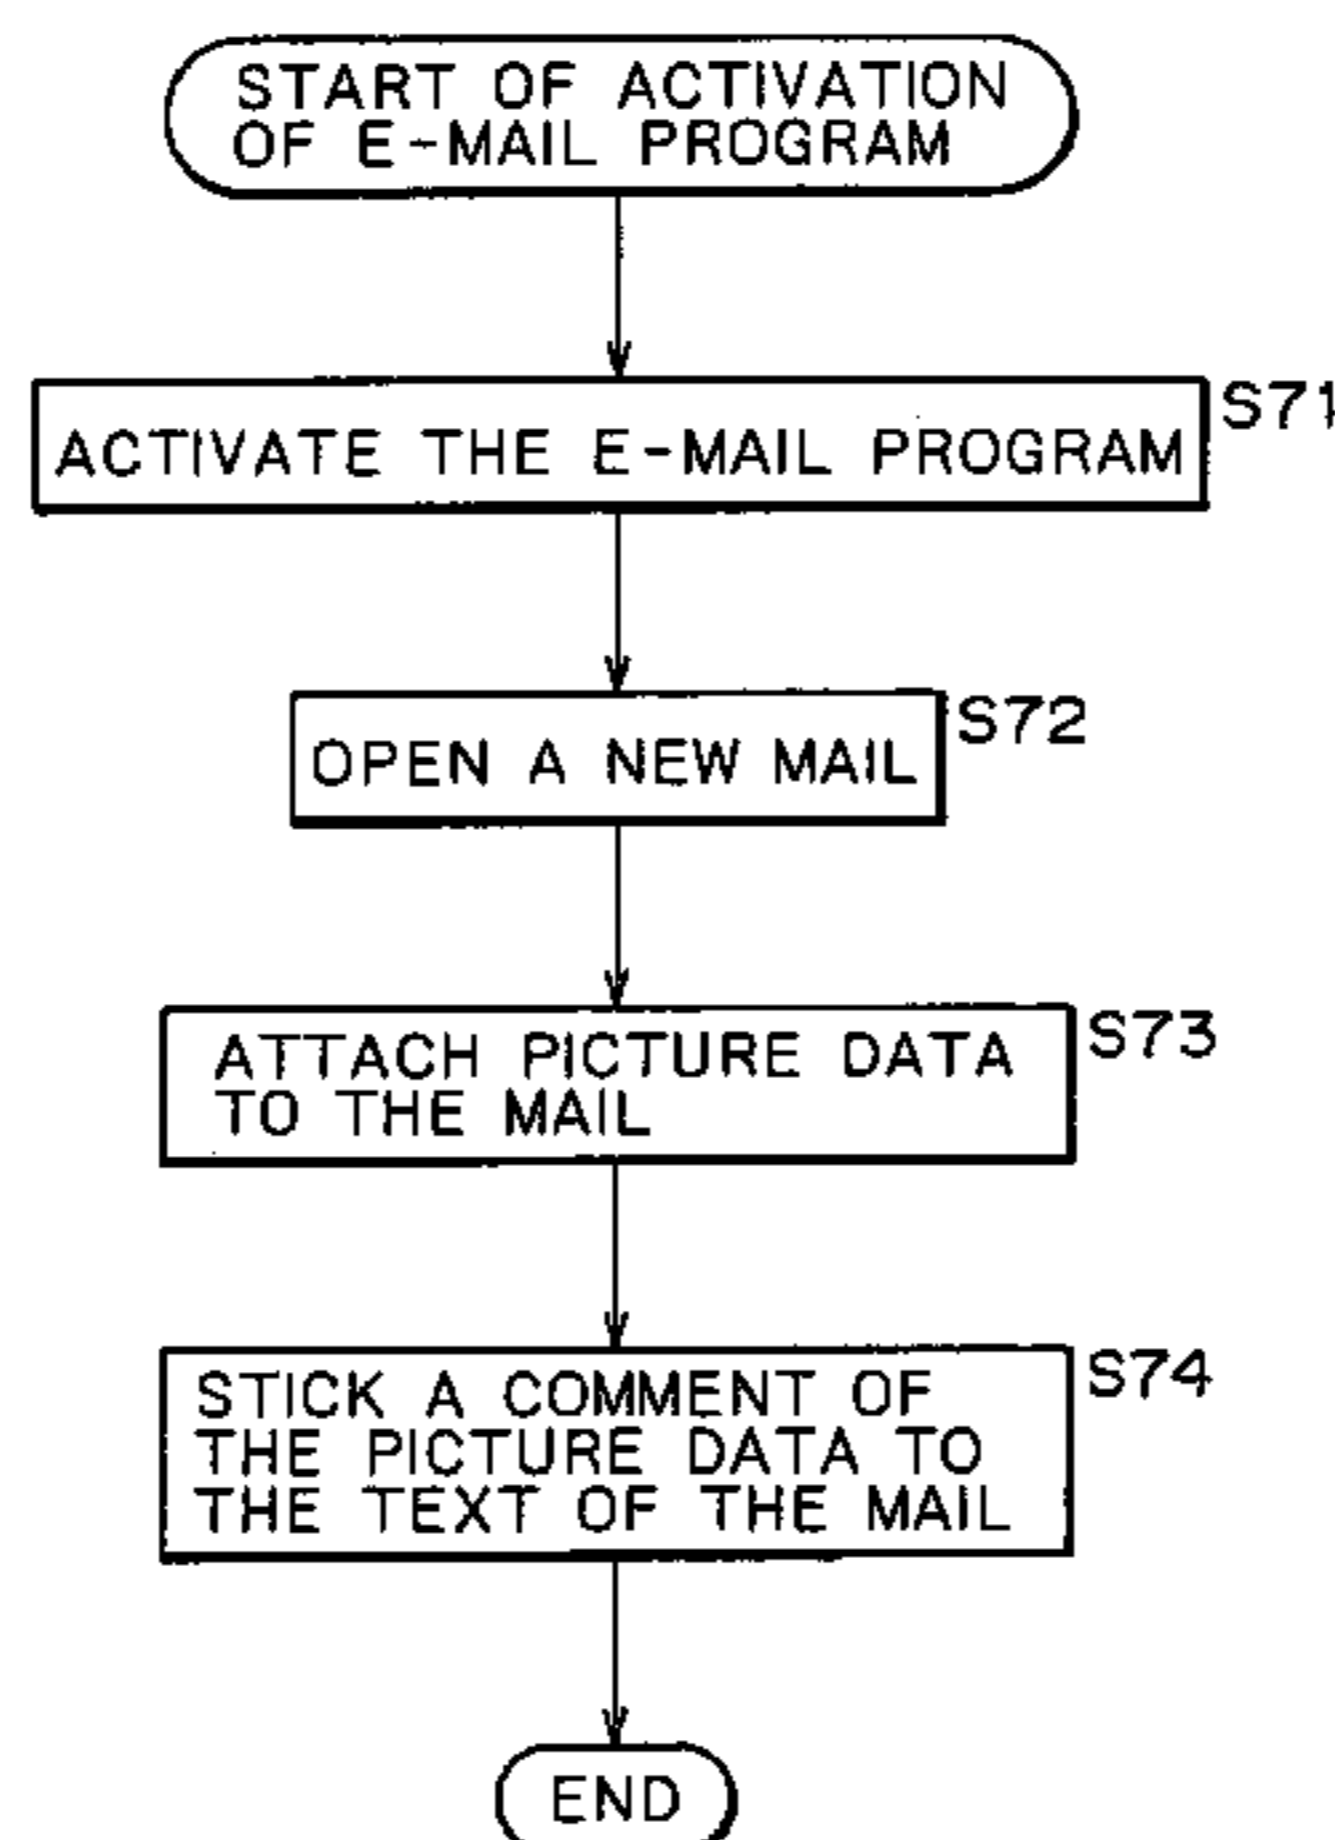 START OF ACTIVATION
OF E-MAIL PROGRAM
ACTIVATE THE E-MAIL PROGRAM
S71
OPEN A NEW MAIL
S72
ATTACH PICTURE DATA
TO THE MAIL
S73
STICK A COMMENT OF
THE PICTURE DATA TO
THE TEXT OF THE MAIL
S74
END